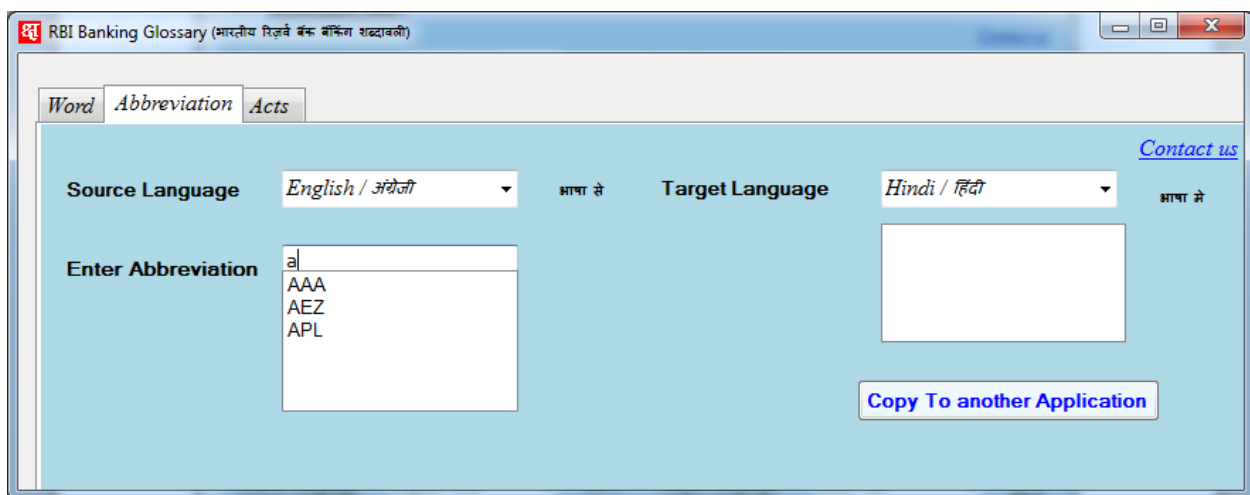 क्ष RBI Banking Glossary (भारतीय रिज़र्व बैंक बैंकिंग शब्दावली)
Word Abbreviation Acts
Contact us
Source Language English / अंग्रेजी भाषा से Target Language Hindi / हिंदी भाषा मे
Enter Abbreviation a
AAA
AEZ
APL
Copy To another Application